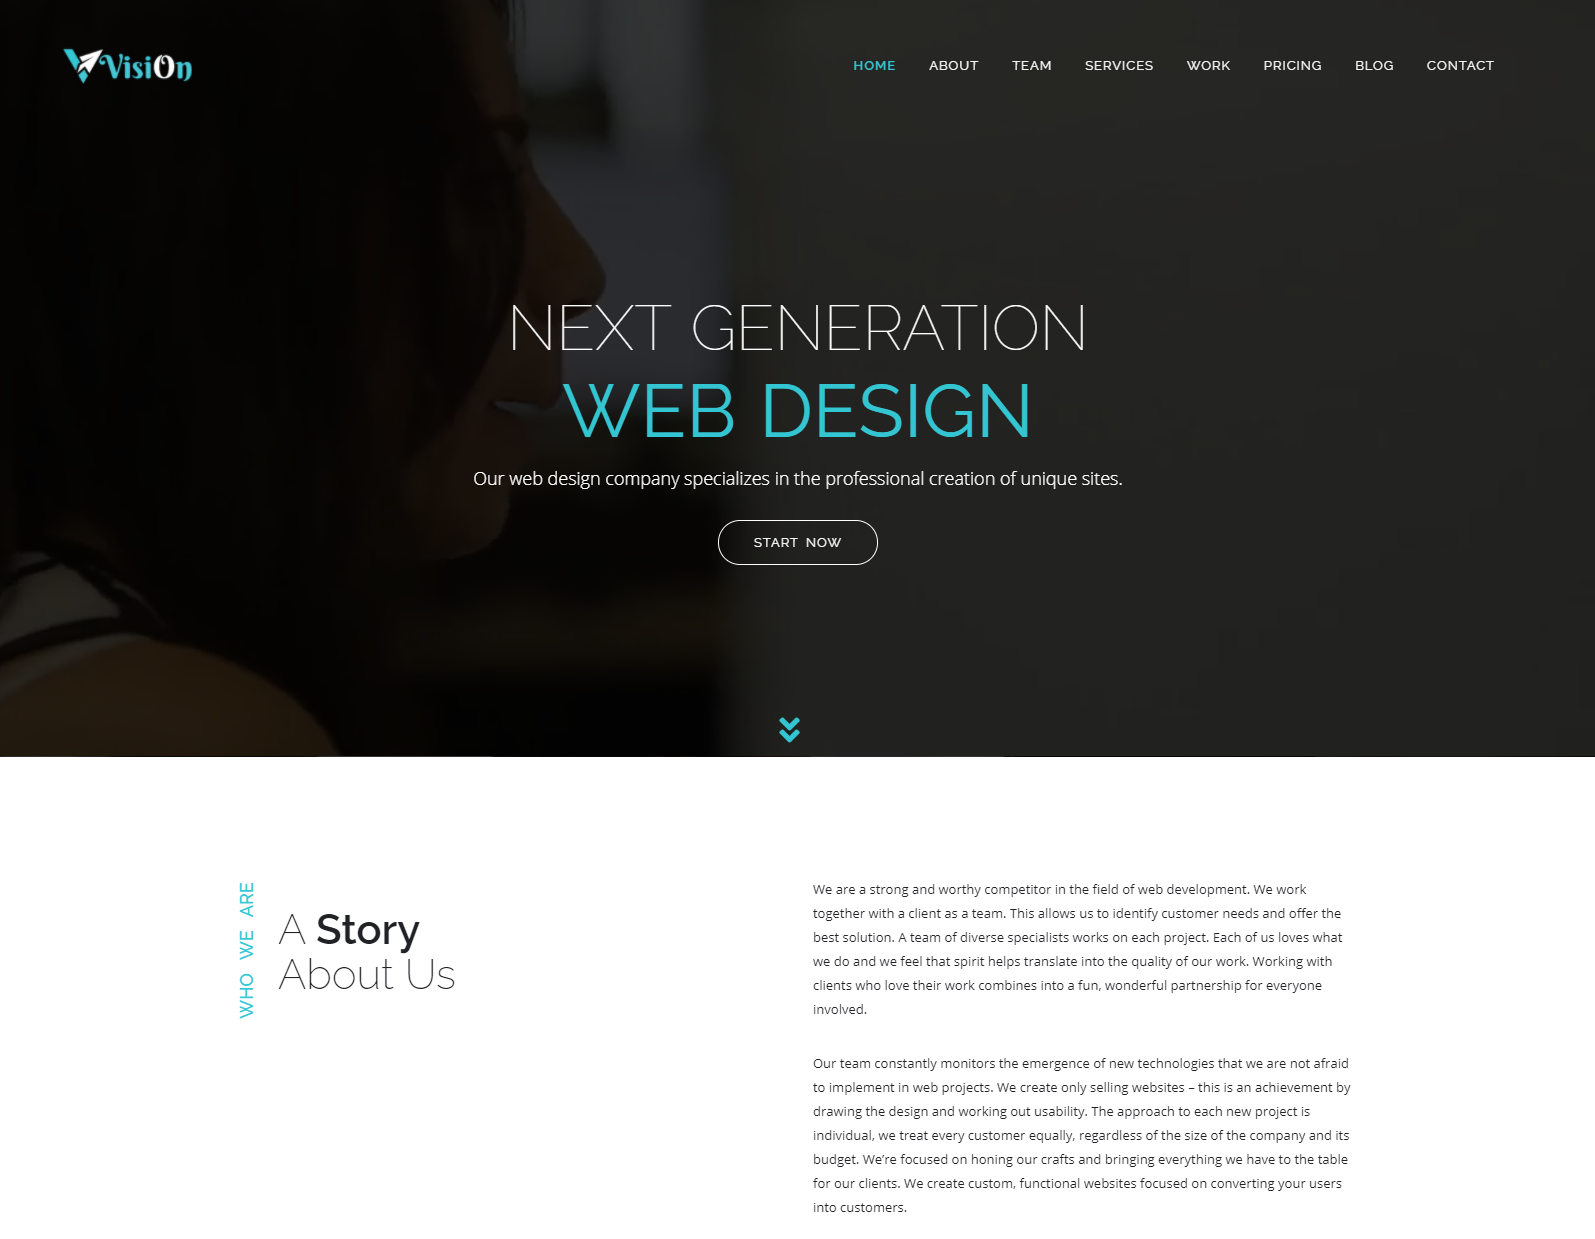 VisiOn
HOME ABOUT TEAM SERVICES WORK PRICING BLOG CONTACT
NEXT GENERATION
WEB DESIGN
Our web design company specializes in the professional creation of unique sites.
START NOW
WHO WE ARE
A Story
About Us
We are a strong and worthy competitor in the field of web development. We work
together with a client as a team. This allows us to identify customer needs and offer the
best solution. A team of diverse specialists works on each project. Each of us loves what
we do and we feel that spirit helps translate into the quality of our work. Working with
clients who love their work combines into a fun, wonderful partnership for everyone
involved.
Our team constantly monitors the emergence of new technologies that we are not afraid
to implement in web projects. We create only selling websites – this is an achievement by
drawing the design and working out usability. The approach to each new project is
individual, we treat every customer equally, regardless of the size of the company and its
budget. We’re focused on honing our crafts and bringing everything we have to the table
for our clients. We create custom, functional websites focused on converting your users
into customers.